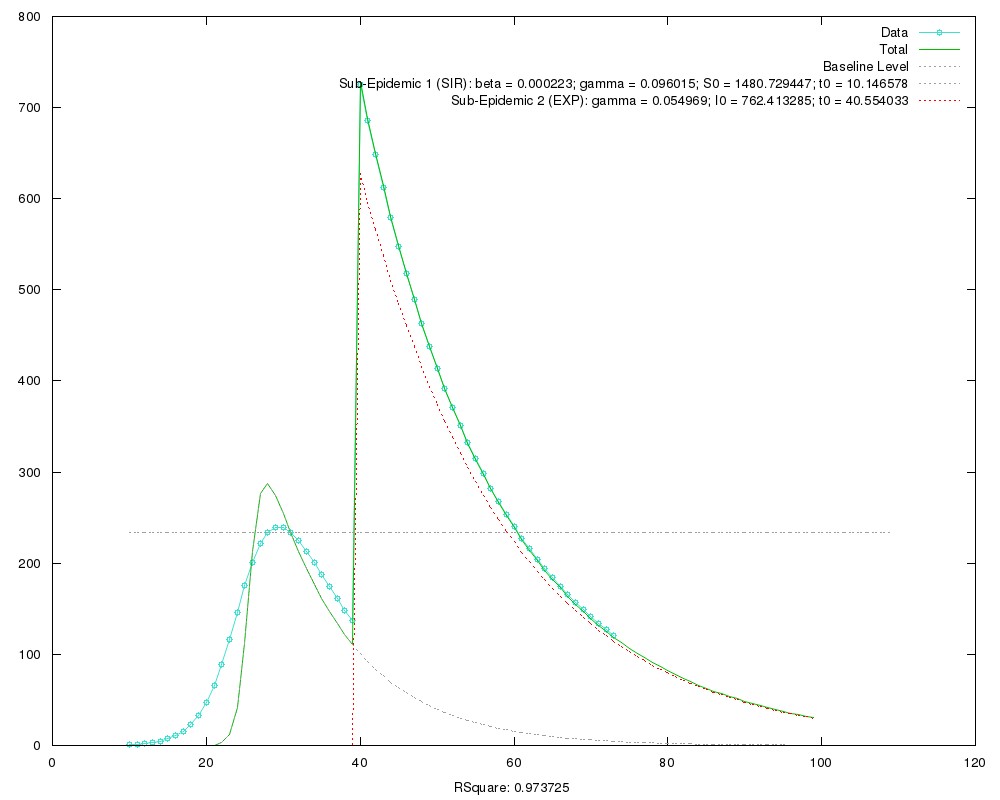 800
700
600
500
400
300
200
100
0
Data
Total
Baseline Level
Sub-Epidemic 1 (SIR): beta = 0.000223; gamma = 0.096015; S0 = 1480.729447; t0 = 10.146578
Sub-Epidemic 2 (EXP): gamma = 0.054969; I0 = 762.413285; t0 = 40.554033
0 20 40 60 80 100 120
RSquare: 0.973725